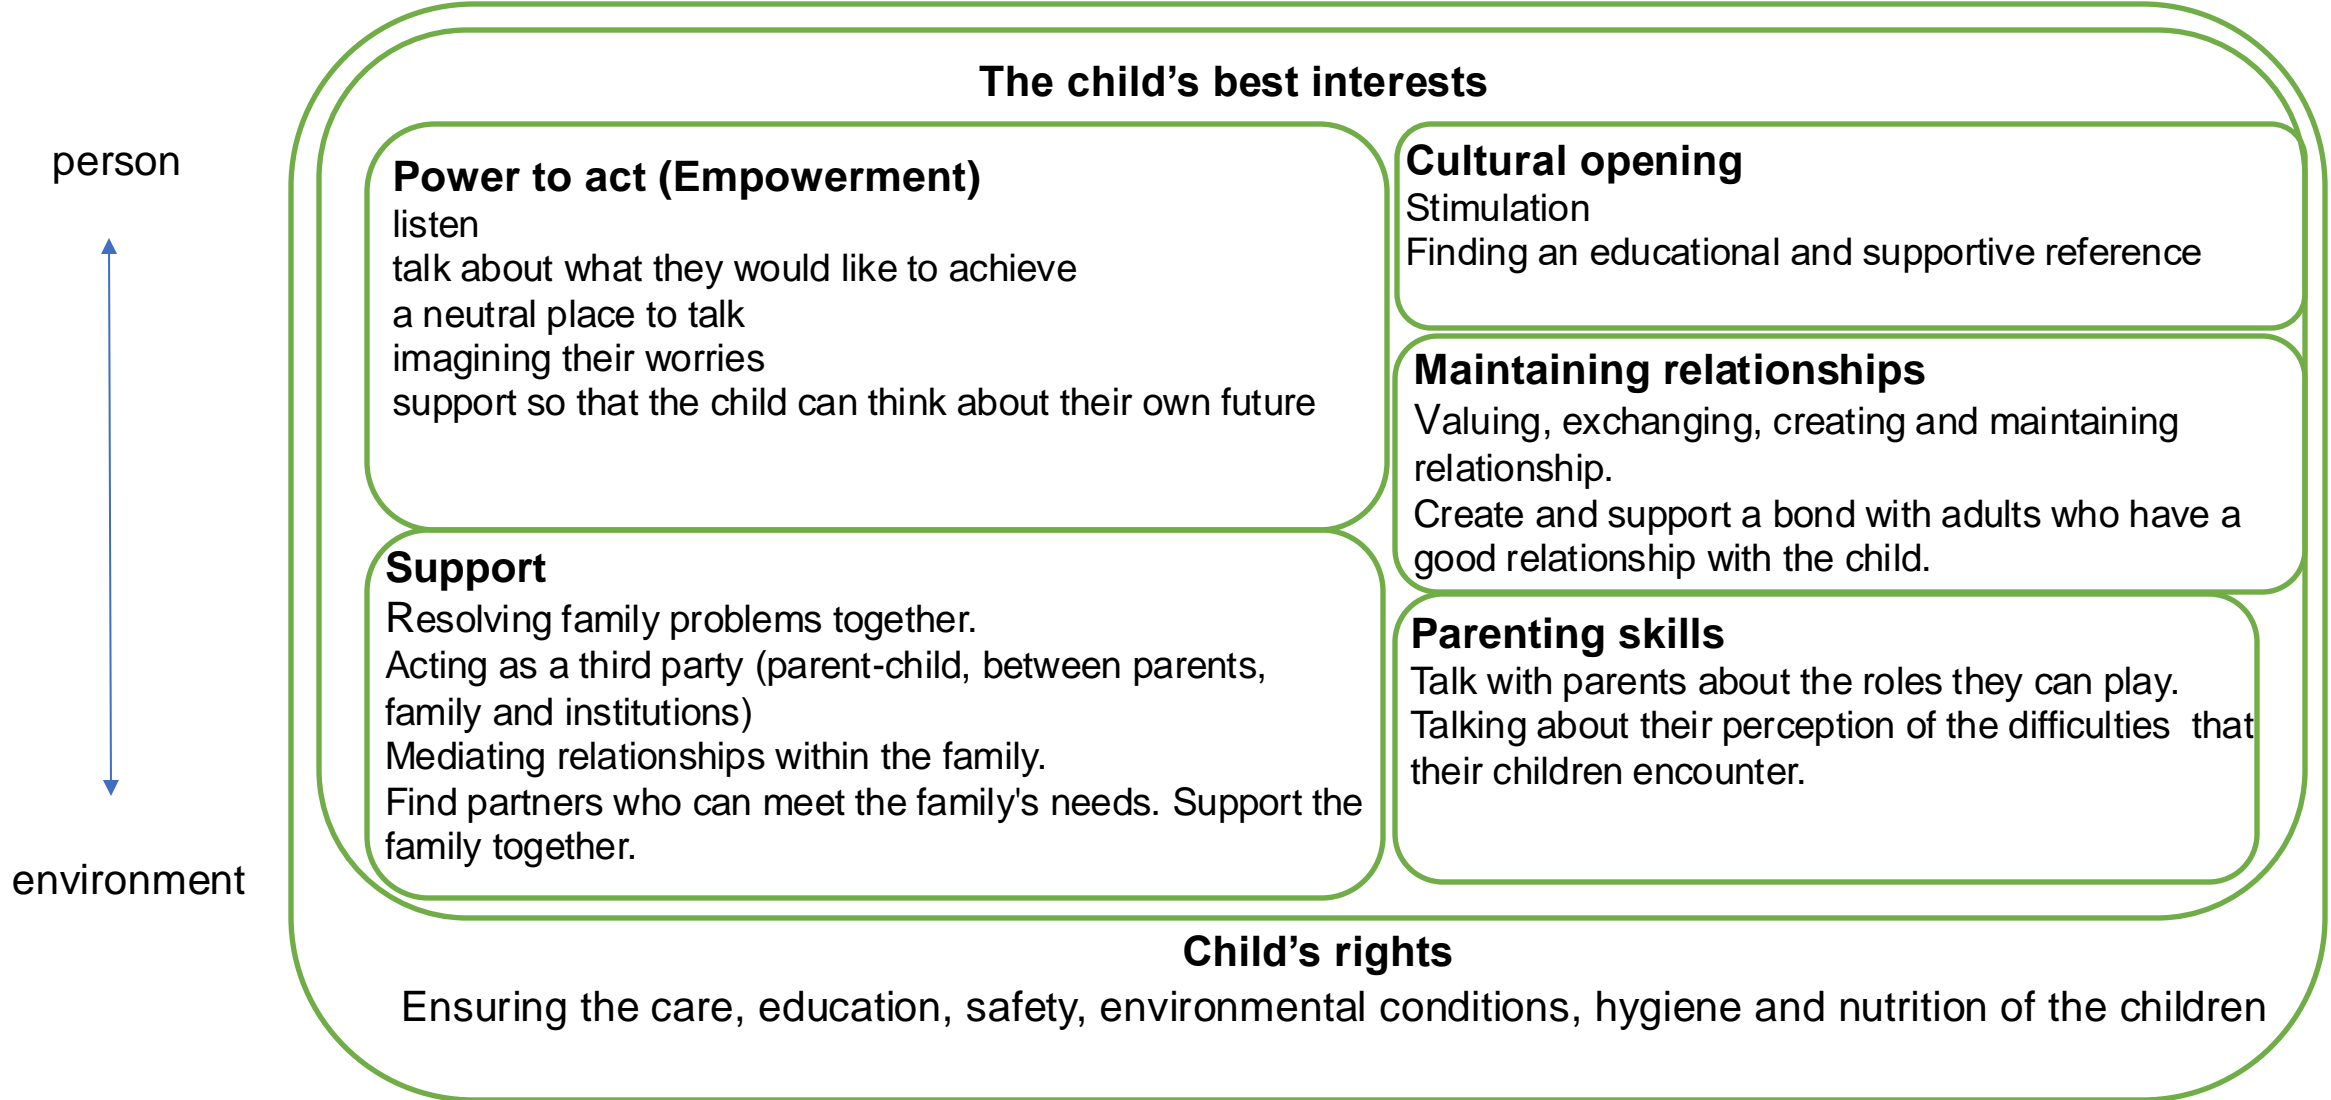 The child’s best interests
person
environment
Power to act (Empowerment)
listen
talk about what they would like to achieve
a neutral place to talk
imagining their worries
support so that the child can think about their own future
Support
Resolving family problems together.
Acting as a third party (parent-child, between parents,
family and institutions)
Mediating relationships within the family.
Find partners who can meet the family's needs. Support the
family together.
Cultural opening
Stimulation
Finding an educational and supportive reference
Maintaining relationships
Valuing, exchanging, creating and maintaining
relationship.
Create and support a bond with adults who have a
good relationship with the child.
Parenting skills
Talk with parents about the roles they can play.
Talking about their perception of the difficulties  that
their children encounter.
Child’s rights
Ensuring the care, education, safety, environmental conditions, hygiene and nutrition of the children